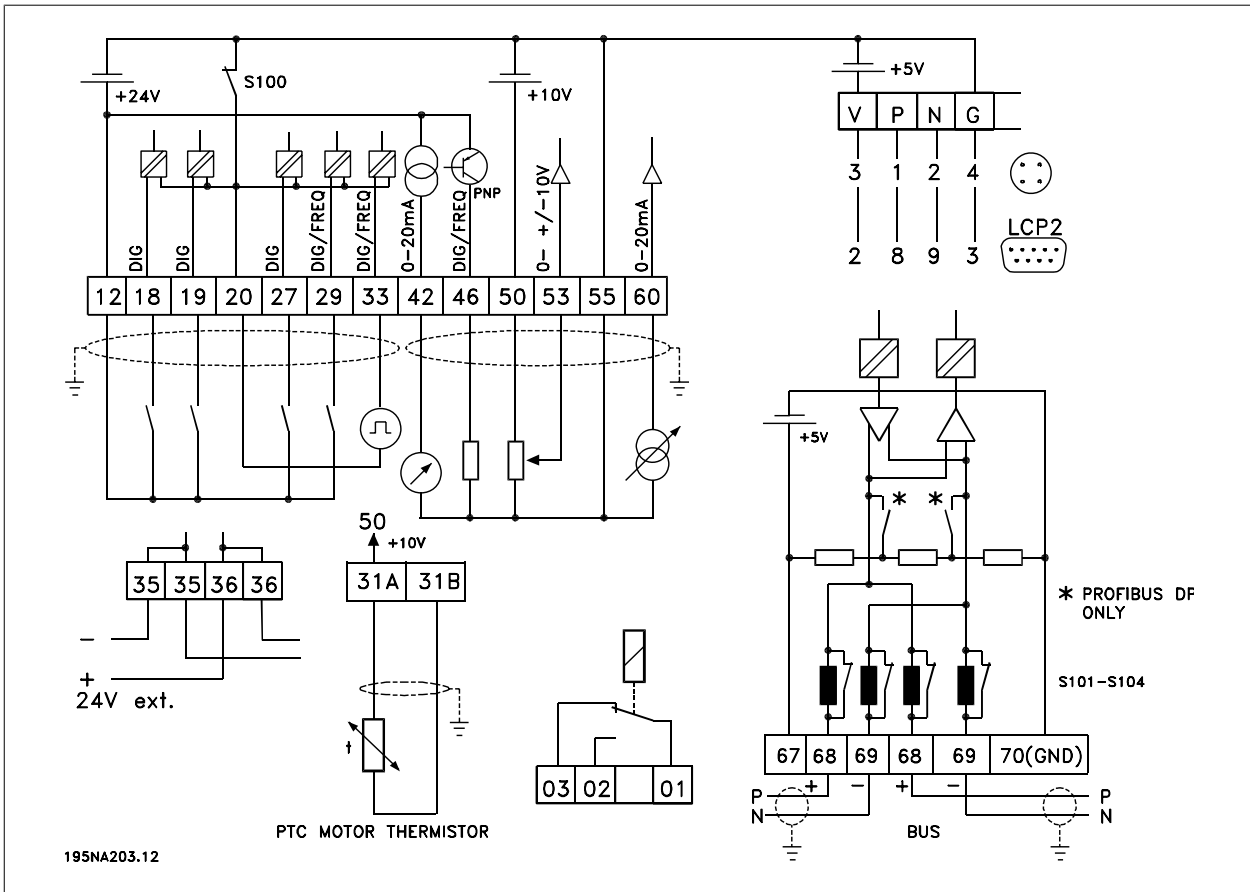 +24V
S100
+10V
+5V
V P N G
3 1 2 4
LCP2
2 8 9 3
PNP
DIG
DIG
DIG
DIG/FREQ
DIG/FREQ
0-20mA
DIG/FREQ
0- +/-10V
0-20mA
12 18 19 20 27 29 33 42 46 50 53 55 60
+5V
* *
* PROFIBUS DP
ONLY
50
+10V
35 35 36 36
31A 31B
-
+
24V ext.
t
S101-S104
03 02 01
67 68 69 68 69 70(GND)
+ - + -
P P
N N
BUS
PTC MOTOR THERMISTOR
195NA203.12